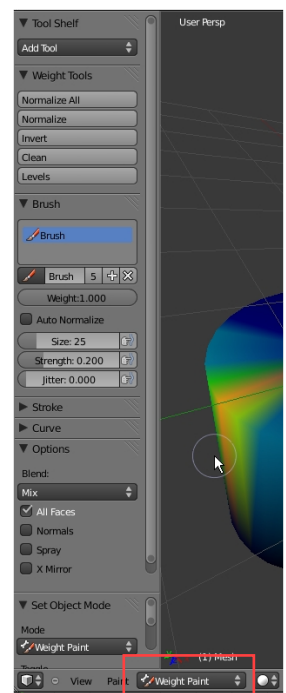 Tool Shelf
User Persp
Add Tool
Weight Tools
Normalize All
Normalize
Invert
Clean
Levels
Brush
Brush
Brush 5
Weight:1.000
Auto Normalize
Size: 25
Strength: 0.200
Jitter: 0.000
Stroke
Curve
Options
Blend:
Mix
All Faces
Normals
Spray
X Mirror
Set Object Mode
Mode
Weight Paint
(1) Mesh
View Paint Weight Paint